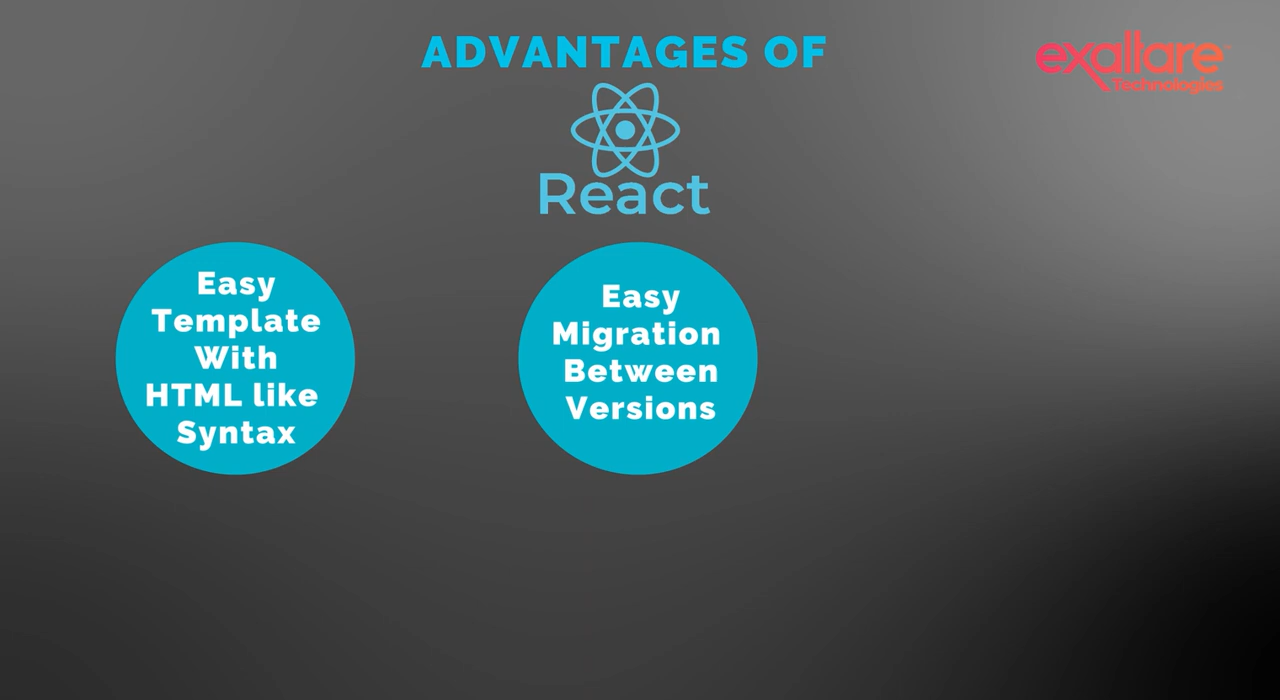 ADVANTAGES OF
exaltare
Technologies
React
Easy
Template
With
HTML like
Syntax
Easy
Migration
Between
Versions